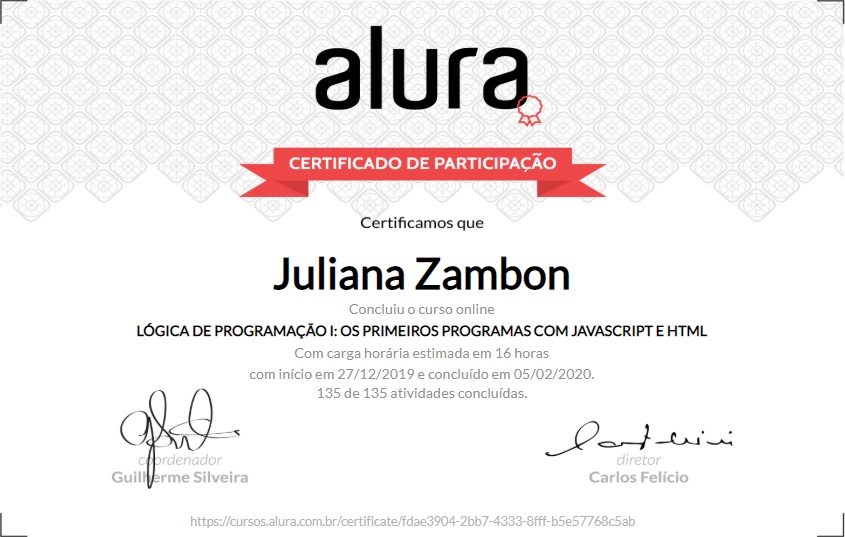 alura
CERTIFICADO DE PARTICIPAÇÃO
Certificamos que
Juliana Zambon
Concluiu o curso online
LÓGICA DE PROGRAMAÇÃO I: OS PRIMEIROS PROGRAMAS COM JAVASCRIPT E HTML
Com carga horária estimada em 16 horas
com início em 27/12/2019 e concluído em 05/02/2020.
135 de 135 atividades concluídas.
coordenador
Guilherme Silveira
diretor
Carlos Felício
https://cursos.alura.com.br/certificate/fdae3904-2bb7-4333-8fff-b5e57768c5ab